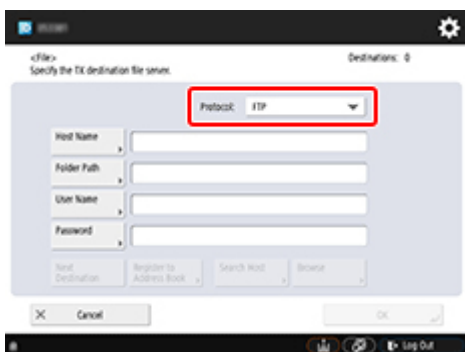 <File>
Destinations: 0
Specify the TX destination file server.
Protocol: FTP
Host Name
Folder Path
User Name
Password
Next Destination
Register to Address Book
Search Host
Browse
Cancel
OK
Log Out